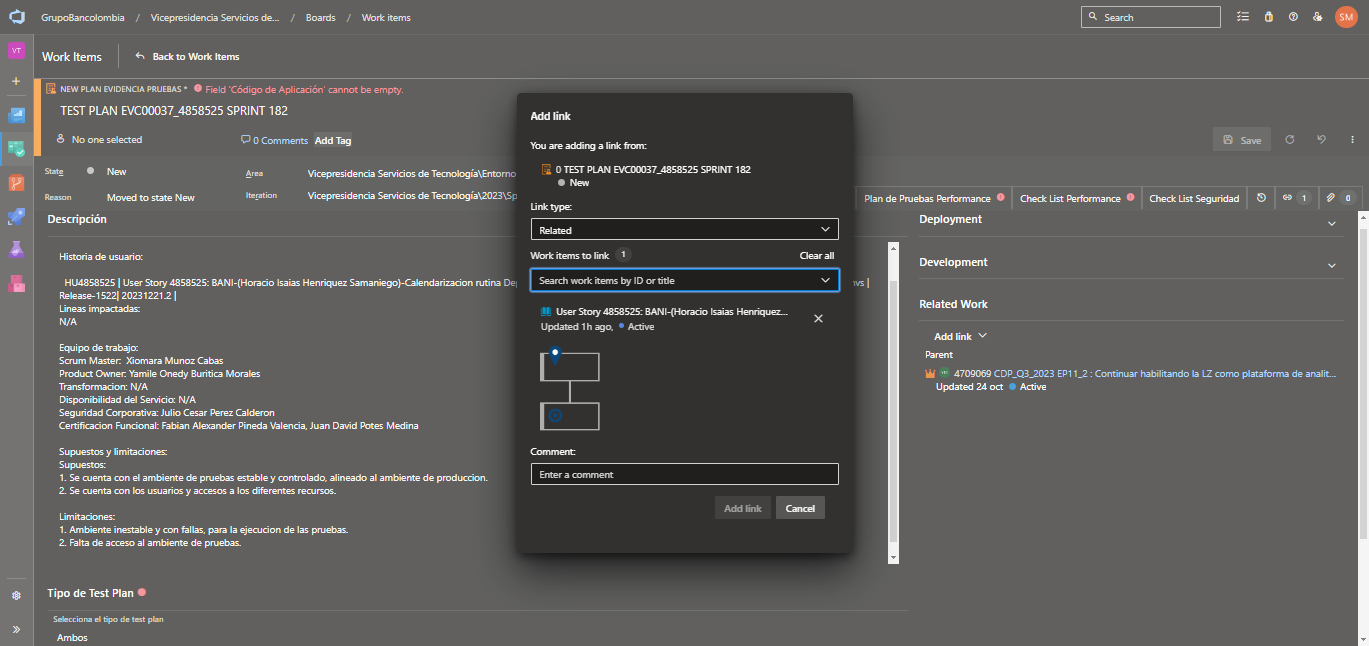 GrupoBancolombia / Vicepresidencia Servicios de... / Boards / Work items
Search
SM
VT
Work Items
Back to Work Items
NEW PLAN EVIDENCIA PRUEBAS * Field 'Código de Aplicación' cannot be empty.
TEST PLAN EVC00037_4858525 SPRINT 182
No one selected
0 Comments
Add Tag
Save
State
New
Area
Vicepresidencia Servicios de Tecnología\Entorno
Reason
Moved to state New
Iteration
Vicepresidencia Servicios de Tecnología\2023\Sp
Plan de Pruebas Performance
Check List Performance
Check List Seguridad
1
0
Descripción
Historia de usuario:
HU4858525 | User Story 4858525: BANI-(Horacio Isaias Henriquez Samaniego)-Calendarizacion rutina De
nvs |
Release-1522| 20231221.2 |
Lineas impactadas:
N/A
Equipo de trabajo:
Scrum Master: Xiomara Munoz Cabas
Product Owner: Yamile Onedy Buritica Morales
Transformacion: N/A
Disponibilidad del Servicio: N/A
Seguridad Corporativa: Julio Cesar Perez Calderon
Certificacion Funcional: Fabian Alexander Pineda Valencia, Juan David Potes Medina
Supuestos y limitaciones:
Supuestos:
1. Se cuenta con el ambiente de pruebas estable y controlado, alineado al ambiente de produccion.
2. Se cuenta con los usuarios y accesos a los diferentes recursos.
Limitaciones:
1. Ambiente inestable y con fallas, para la ejecucion de las pruebas.
2. Falta de acceso al ambiente de pruebas.
Tipo de Test Plan
Selecciona el tipo de test plan
Ambos
Add link
You are adding a link from:
0 TEST PLAN EVC00037_4858525 SPRINT 182
New
Link type:
Related
Work items to link 1
Clear all
Search work items by ID or title
User Story 4858525: BANI-(Horacio Isaias Henriquez...
Updated 1h ago, Active
Comment:
Enter a comment
Add link
Cancel
Deployment
Development
Related Work
Add link
Parent
4709069 CDP_Q3_2023 EP11_2 : Continuar habilitando la LZ como plataforma de analit...
Updated 24 oct Active